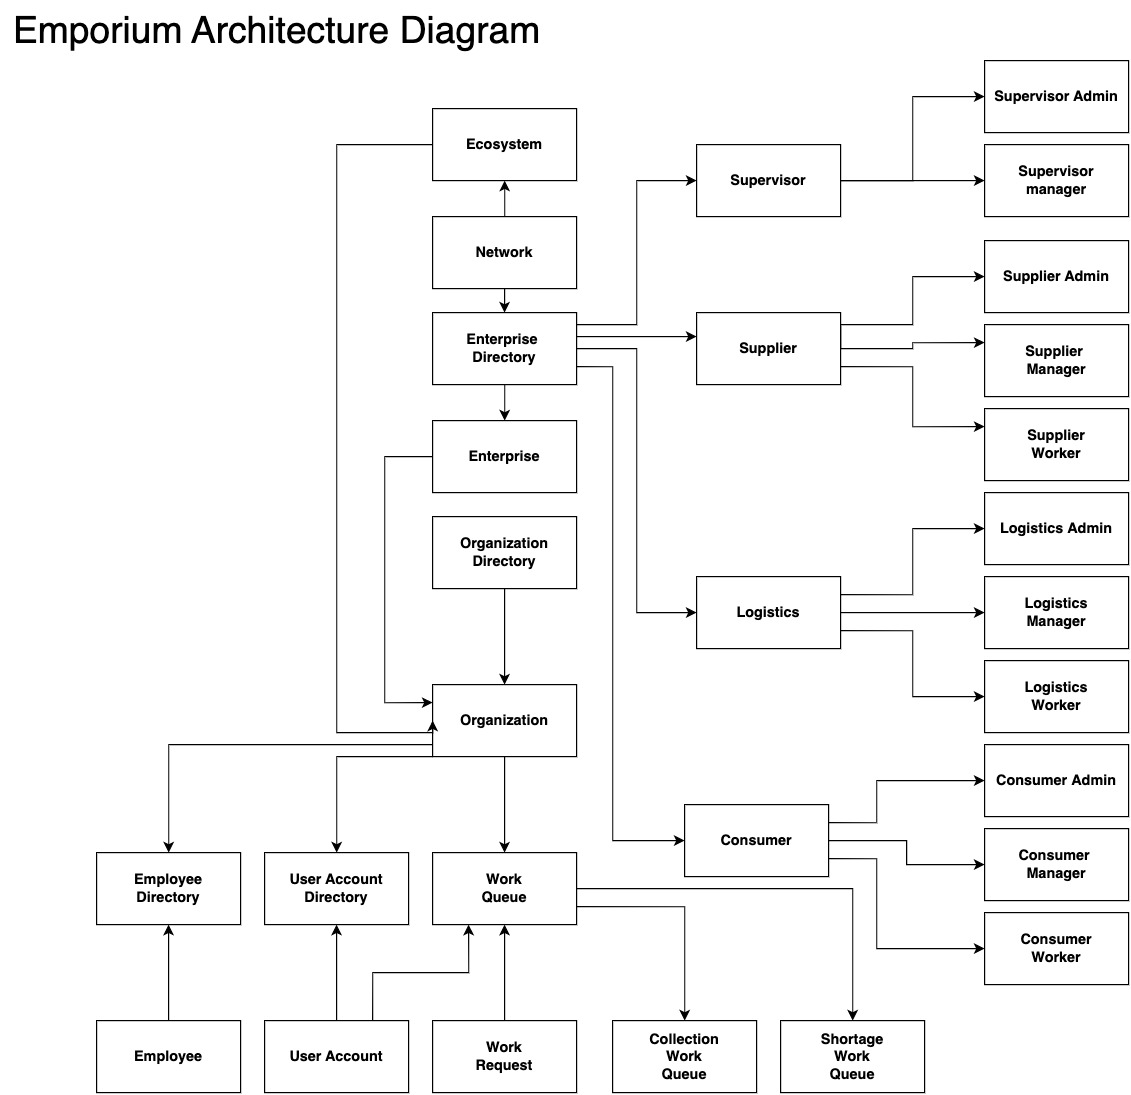 Emporium Architecture Diagram
Supervisor Admin
Ecosystem
Supervisor
Supervisor
manager
Network
Supplier Admin
Enterprise
Directory
Supplier
Supplier
Manager
Enterprise
Supplier
Worker
Organization
Directory
Logistics Admin
Logistics
Logistics
Manager
Organization
Logistics
Worker
Consumer Admin
Consumer
Consumer
Manager
Employee
Directory
User Account
Directory
Work
Queue
Consumer
Worker
Employee
User Account
Work
Request
Collection
Work
Queue
Shortage
Work
Queue